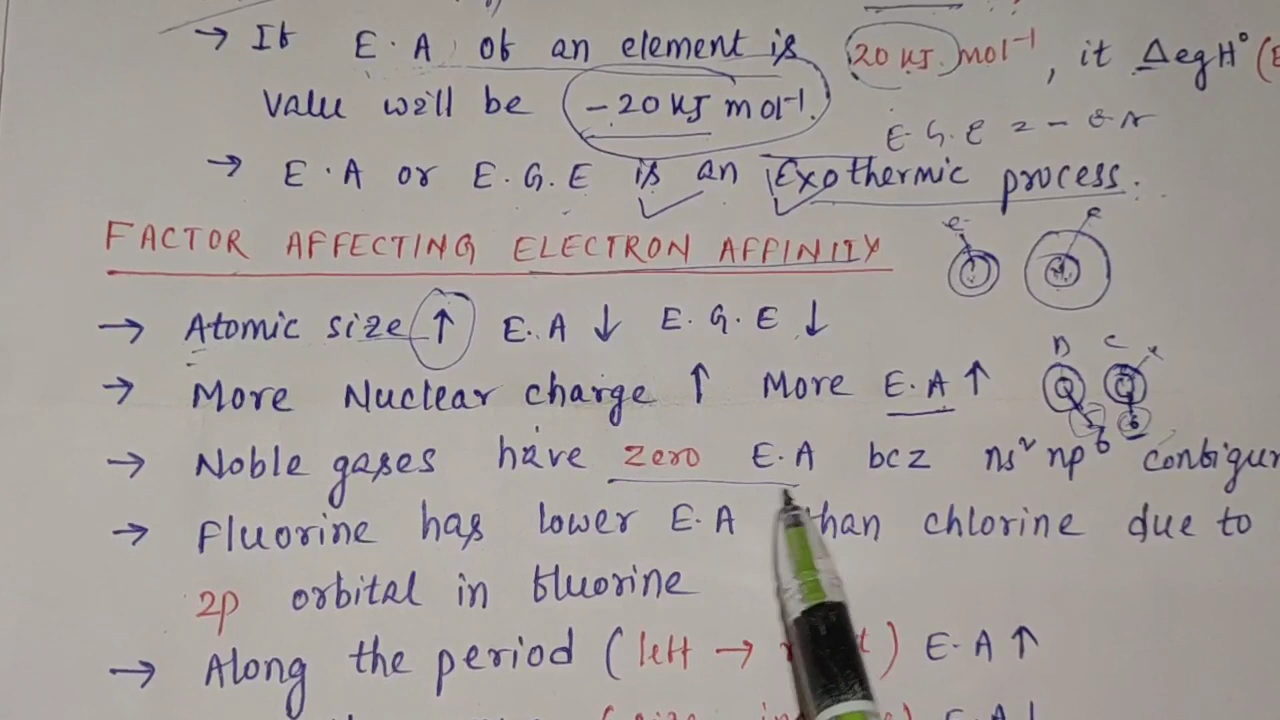 → If E.A of an element is 20 KJ. mol⁻¹, it ΔegH° (E
value will be -20 KJ mol⁻¹.
E.G.E = - E A
→ E.A or E.G.E is an Exothermic process.
FACTOR AFFECTING ELECTRON AFFINITY
e-
→ Atomic size ↑ E.A ↓ E.G.E ↓
→ More Nuclear charge ↑ More E.A ↑
→ Noble gases have zero E.A bcz ns² np⁶ configur
→ Fluorine has lower E.A than chlorine due to
2p orbital in fluorine
→ Along the period (left → ) E.A ↑